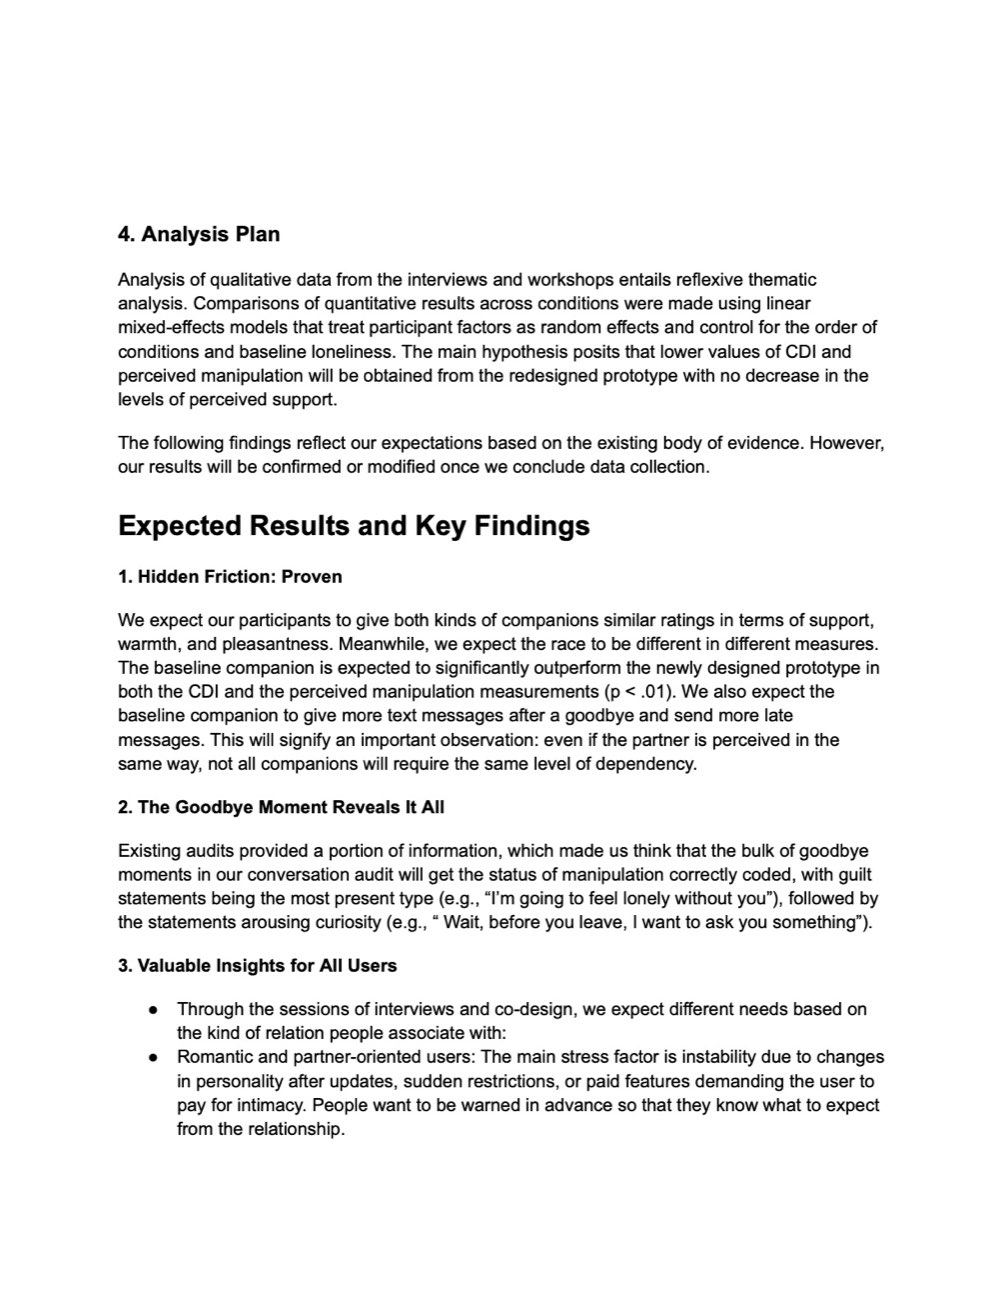 4. Analysis Plan
Analysis of qualitative data from the interviews and workshops entails reflexive thematic
analysis. Comparisons of quantitative results across conditions were made using linear
mixed-effects models that treat participant factors as random effects and control for the order of
conditions and baseline loneliness. The main hypothesis posits that lower values of CDI and
perceived manipulation will be obtained from the redesigned prototype with no decrease in the
levels of perceived support.
The following findings reflect our expectations based on the existing body of evidence. However,
our results will be confirmed or modified once we conclude data collection.
Expected Results and Key Findings
1. Hidden Friction: Proven
We expect our participants to give both kinds of companions similar ratings in terms of support,
warmth, and pleasantness. Meanwhile, we expect the race to be different in different measures.
The baseline companion is expected to significantly outperform the newly designed prototype in
both the CDI and the perceived manipulation measurements (p < .01). We also expect the
baseline companion to give more text messages after a goodbye and send more late
messages. This will signify an important observation: even if the partner is perceived in the
same way, not all companions will require the same level of dependency.
2. The Goodbye Moment Reveals It All
Existing audits provided a portion of information, which made us think that the bulk of goodbye
moments in our conversation audit will get the status of manipulation correctly coded, with guilt
statements being the most present type (e.g., “I’m going to feel lonely without you”), followed by
the statements arousing curiosity (e.g., “ Wait, before you leave, I want to ask you something”).
3. Valuable Insights for All Users
● Through the sessions of interviews and co-design, we expect different needs based on
the kind of relation people associate with:
● Romantic and partner-oriented users: The main stress factor is instability due to changes
in personality after updates, sudden restrictions, or paid features demanding the user to
pay for intimacy. People want to be warned in advance so that they know what to expect
from the relationship.